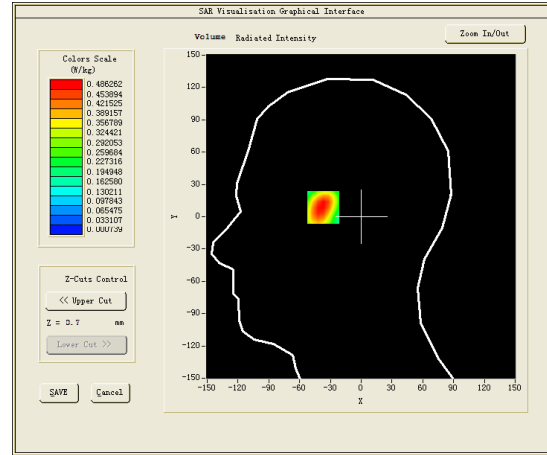 SAR Visualisation Graphical Interface
Volume Radiated Intensity
Zoom In/Out
Colors Scale
(W/kg)
0.486262
0.453894
0.421525
0.389157
0.356789
0.324421
0.292053
0.259684
0.227316
0.194948
0.162580
0.130211
0.097843
0.065475
0.033107
0.000739
Z-Cuts Control
<< Upper Cut
Z = 0.7 mm
Lower Cut >>
SAVE Cancel
150
120
90
60
30
0
-30
-60
-90
-120
-150
Y
-150 -120 -90 -60 -30 0 30 60 90 120 150
X